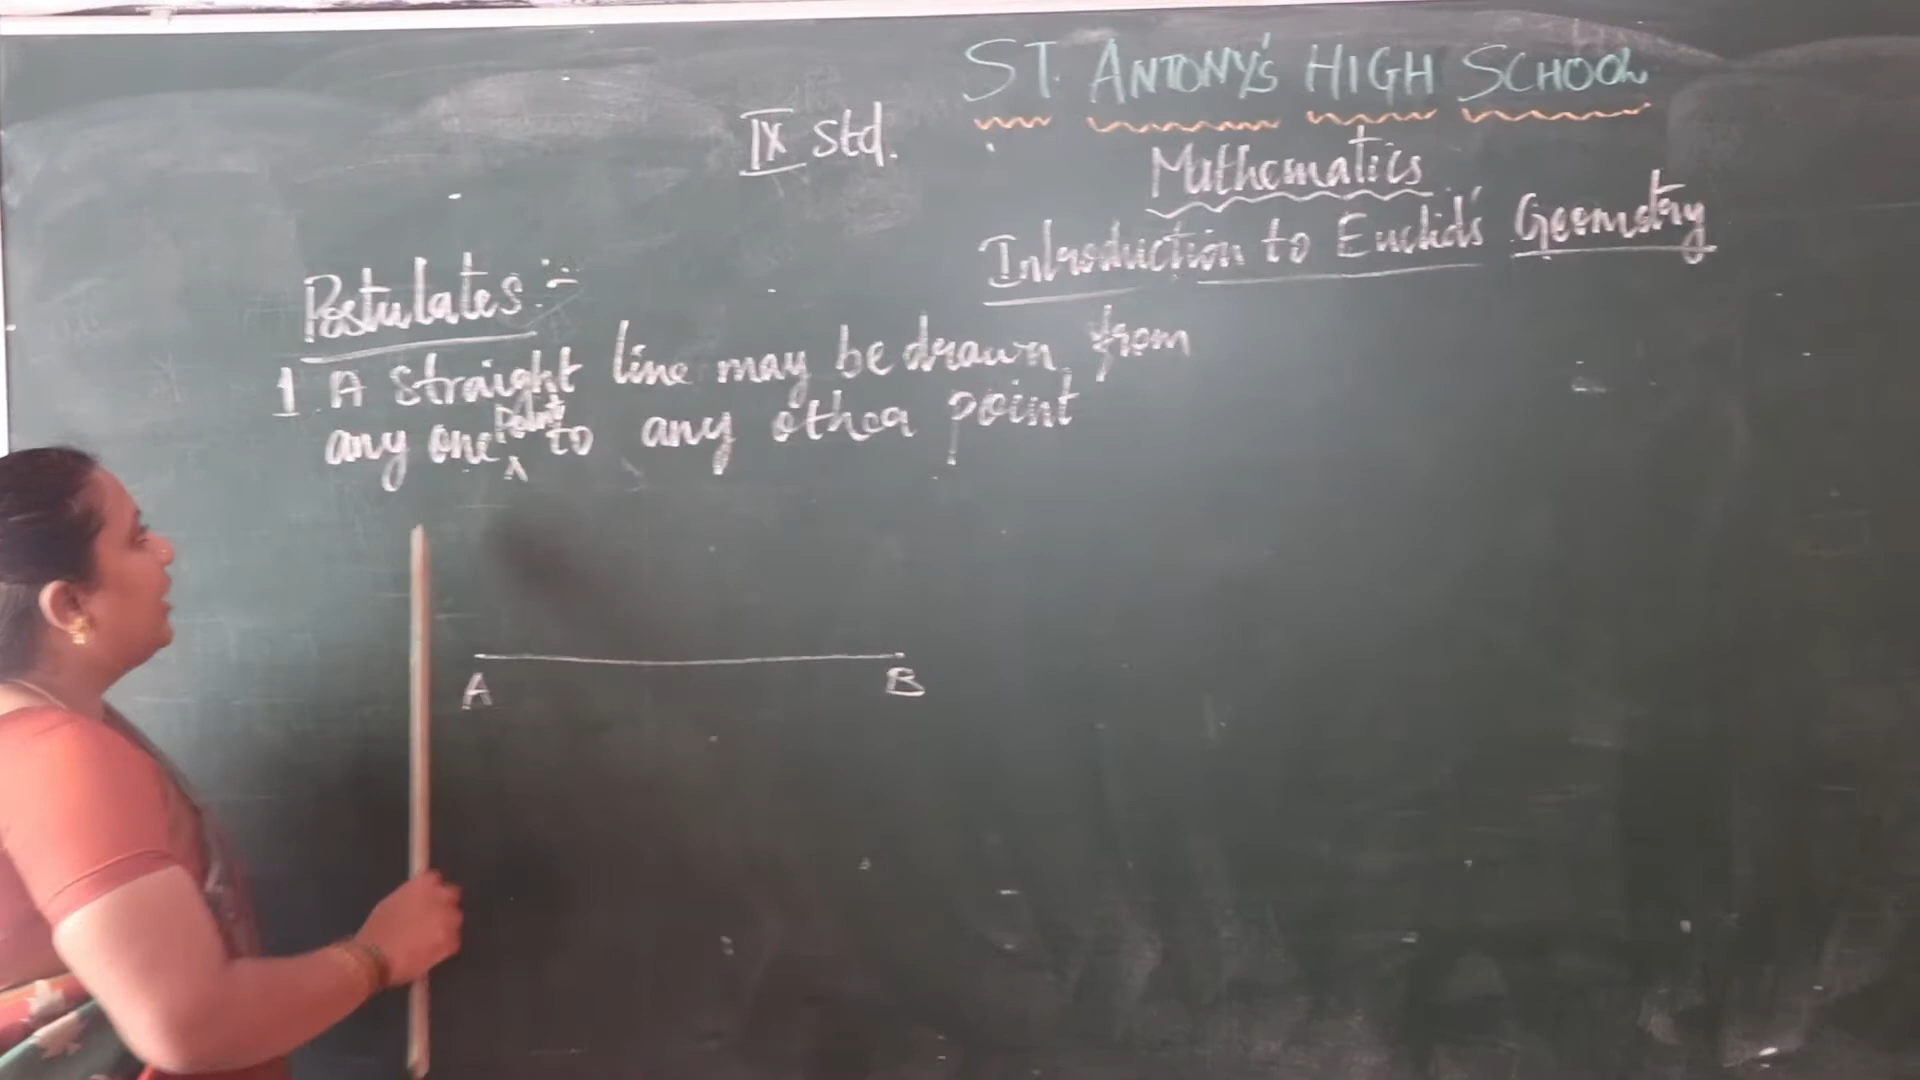 ST. ANTONY'S HIGH SCHOOL
IX Std.
Mathematics
Introduction to Euclid's Geometry
Postulates :-
1. A Straight line may be drawn from
any one point to any other point
A B